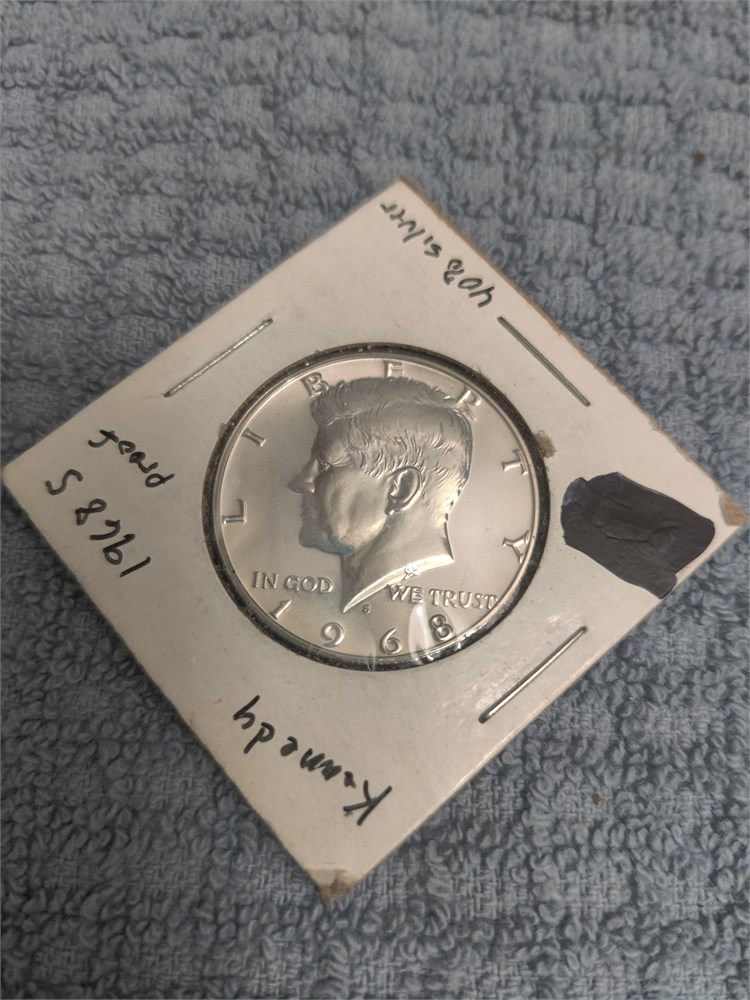 40% silver
proof
1968 S
Kennedy
LIBERTY
IN GOD WE TRUST
S
1968